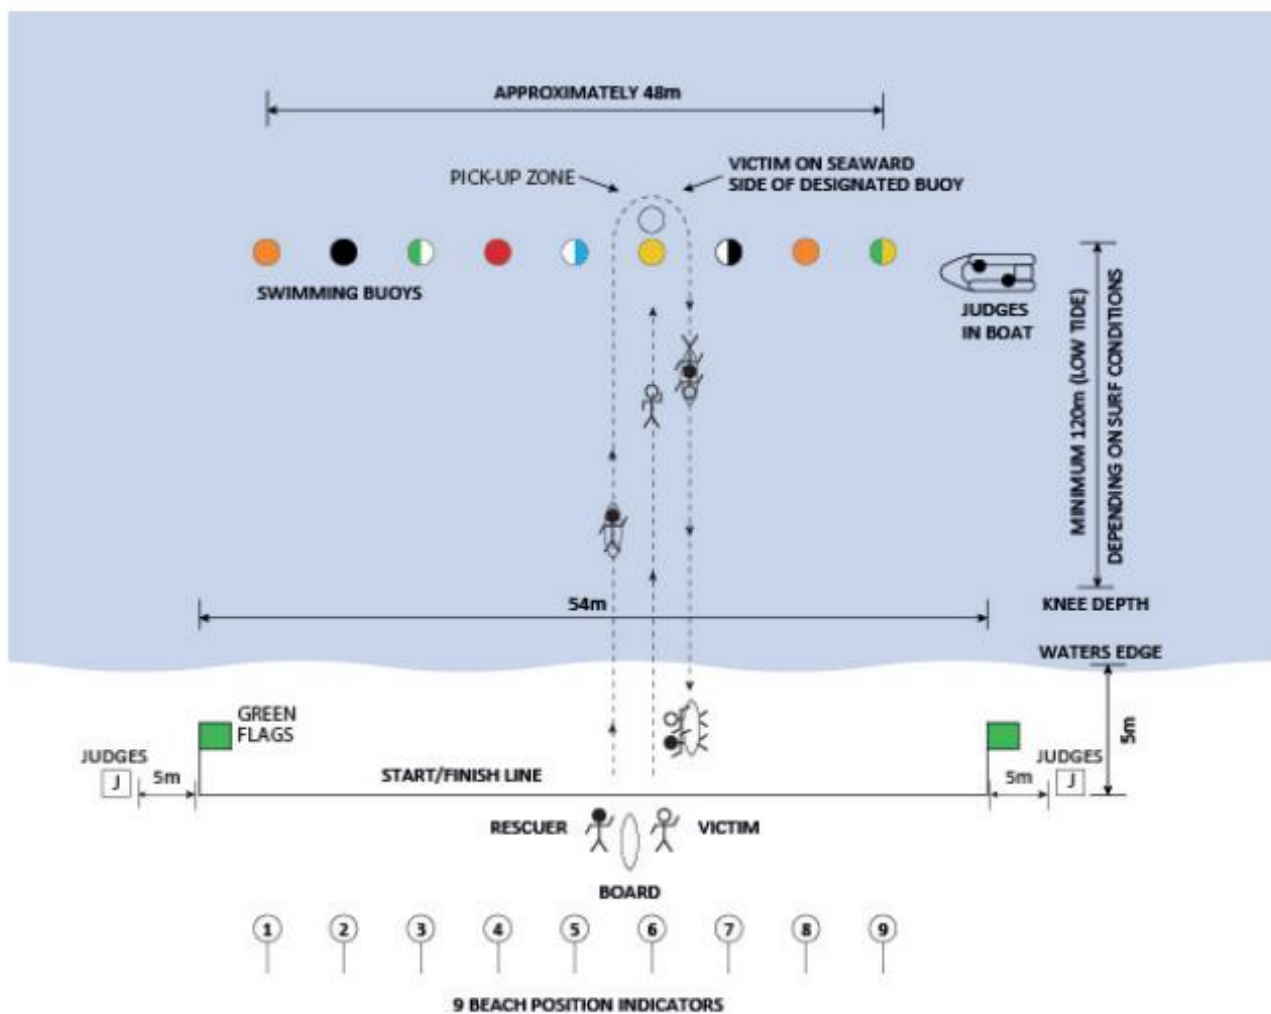 APPROXIMATELY 48m
PICK-UP ZONE
VICTIM ON SEAWARD
SIDE OF DESIGNATED BUOY
SWIMMING BUOYS
JUDGES
IN BOAT
MINIMUM 120m (LOW TIDE)
DEPENDING ON SURF CONDITIONS
54m
KNEE DEPTH
WATERS EDGE
GREEN
FLAGS
JUDGES
J
5m
START/FINISH LINE
5m
JUDGES
J
5m
RESCUER
VICTIM
BOARD
1 2 3 4 5 6 7 8 9
9 BEACH POSITION INDICATORS